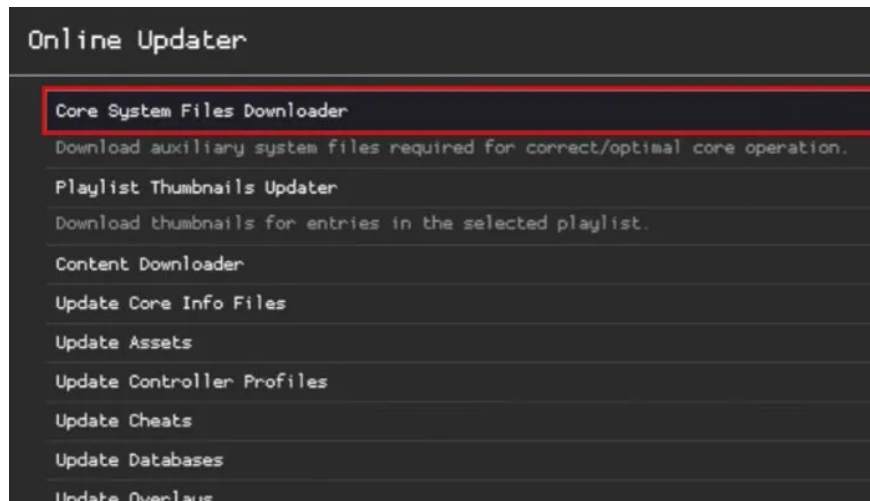 Online Updater
Core System Files Downloader
Download auxiliary system files required for correct/optimal core operation.
Playlist Thumbnails Updater
Download thumbnails for entries in the selected playlist.
Content Downloader
Update Core Info Files
Update Assets
Update Controller Profiles
Update Cheats
Update Databases
Update Overlays